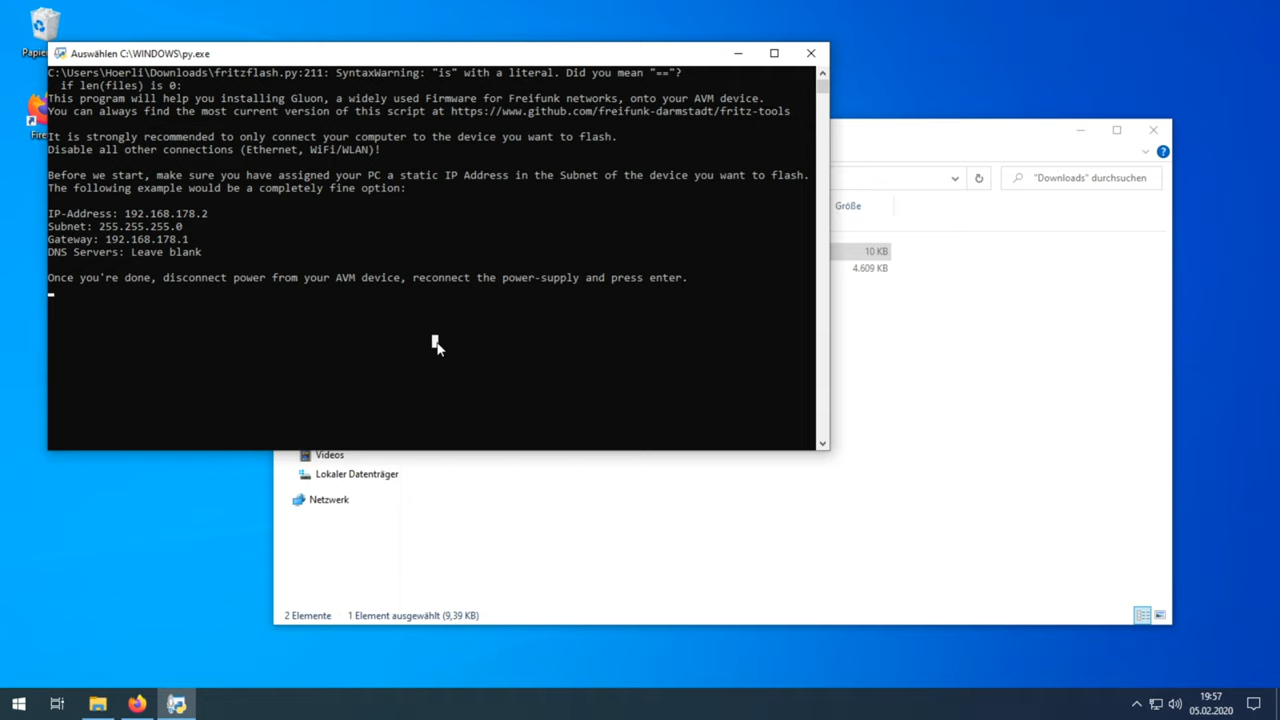 Papie
Fire
Auswählen C:\WINDOWS\py.exe
C:\Users\Hoerli\Downloads\fritzflash.py:211: SyntaxWarning: "is" with a literal. Did you mean "=="?
if len(files) is 0:
This program will help you installing Gluon, a widely used Firmware for Freifunk networks, onto your AVM device.
You can always find the most current version of this script at https://www.github.com/freifunk-darmstadt/fritz-tools
It is strongly recommended to only connect your computer to the device you want to flash.
Disable all other connections (Ethernet, WiFi/WLAN)!
Before we start, make sure you have assigned your PC a static IP Address in the Subnet of the device you want to flash.
The following example would be a completely fine option:
IP-Address: 192.168.178.2
Subnet: 255.255.255.0
Gateway: 192.168.178.1
DNS Servers: Leave blank
Once you're done, disconnect power from your AVM device, reconnect the power-supply and press enter.
"Downloads" durchsuchen
Größe
10 KB
4.609 KB
Videos
Lokaler Datenträger
Netzwerk
2 Elemente 1 Element ausgewählt (9,39 KB)
19:57
05.02.2020